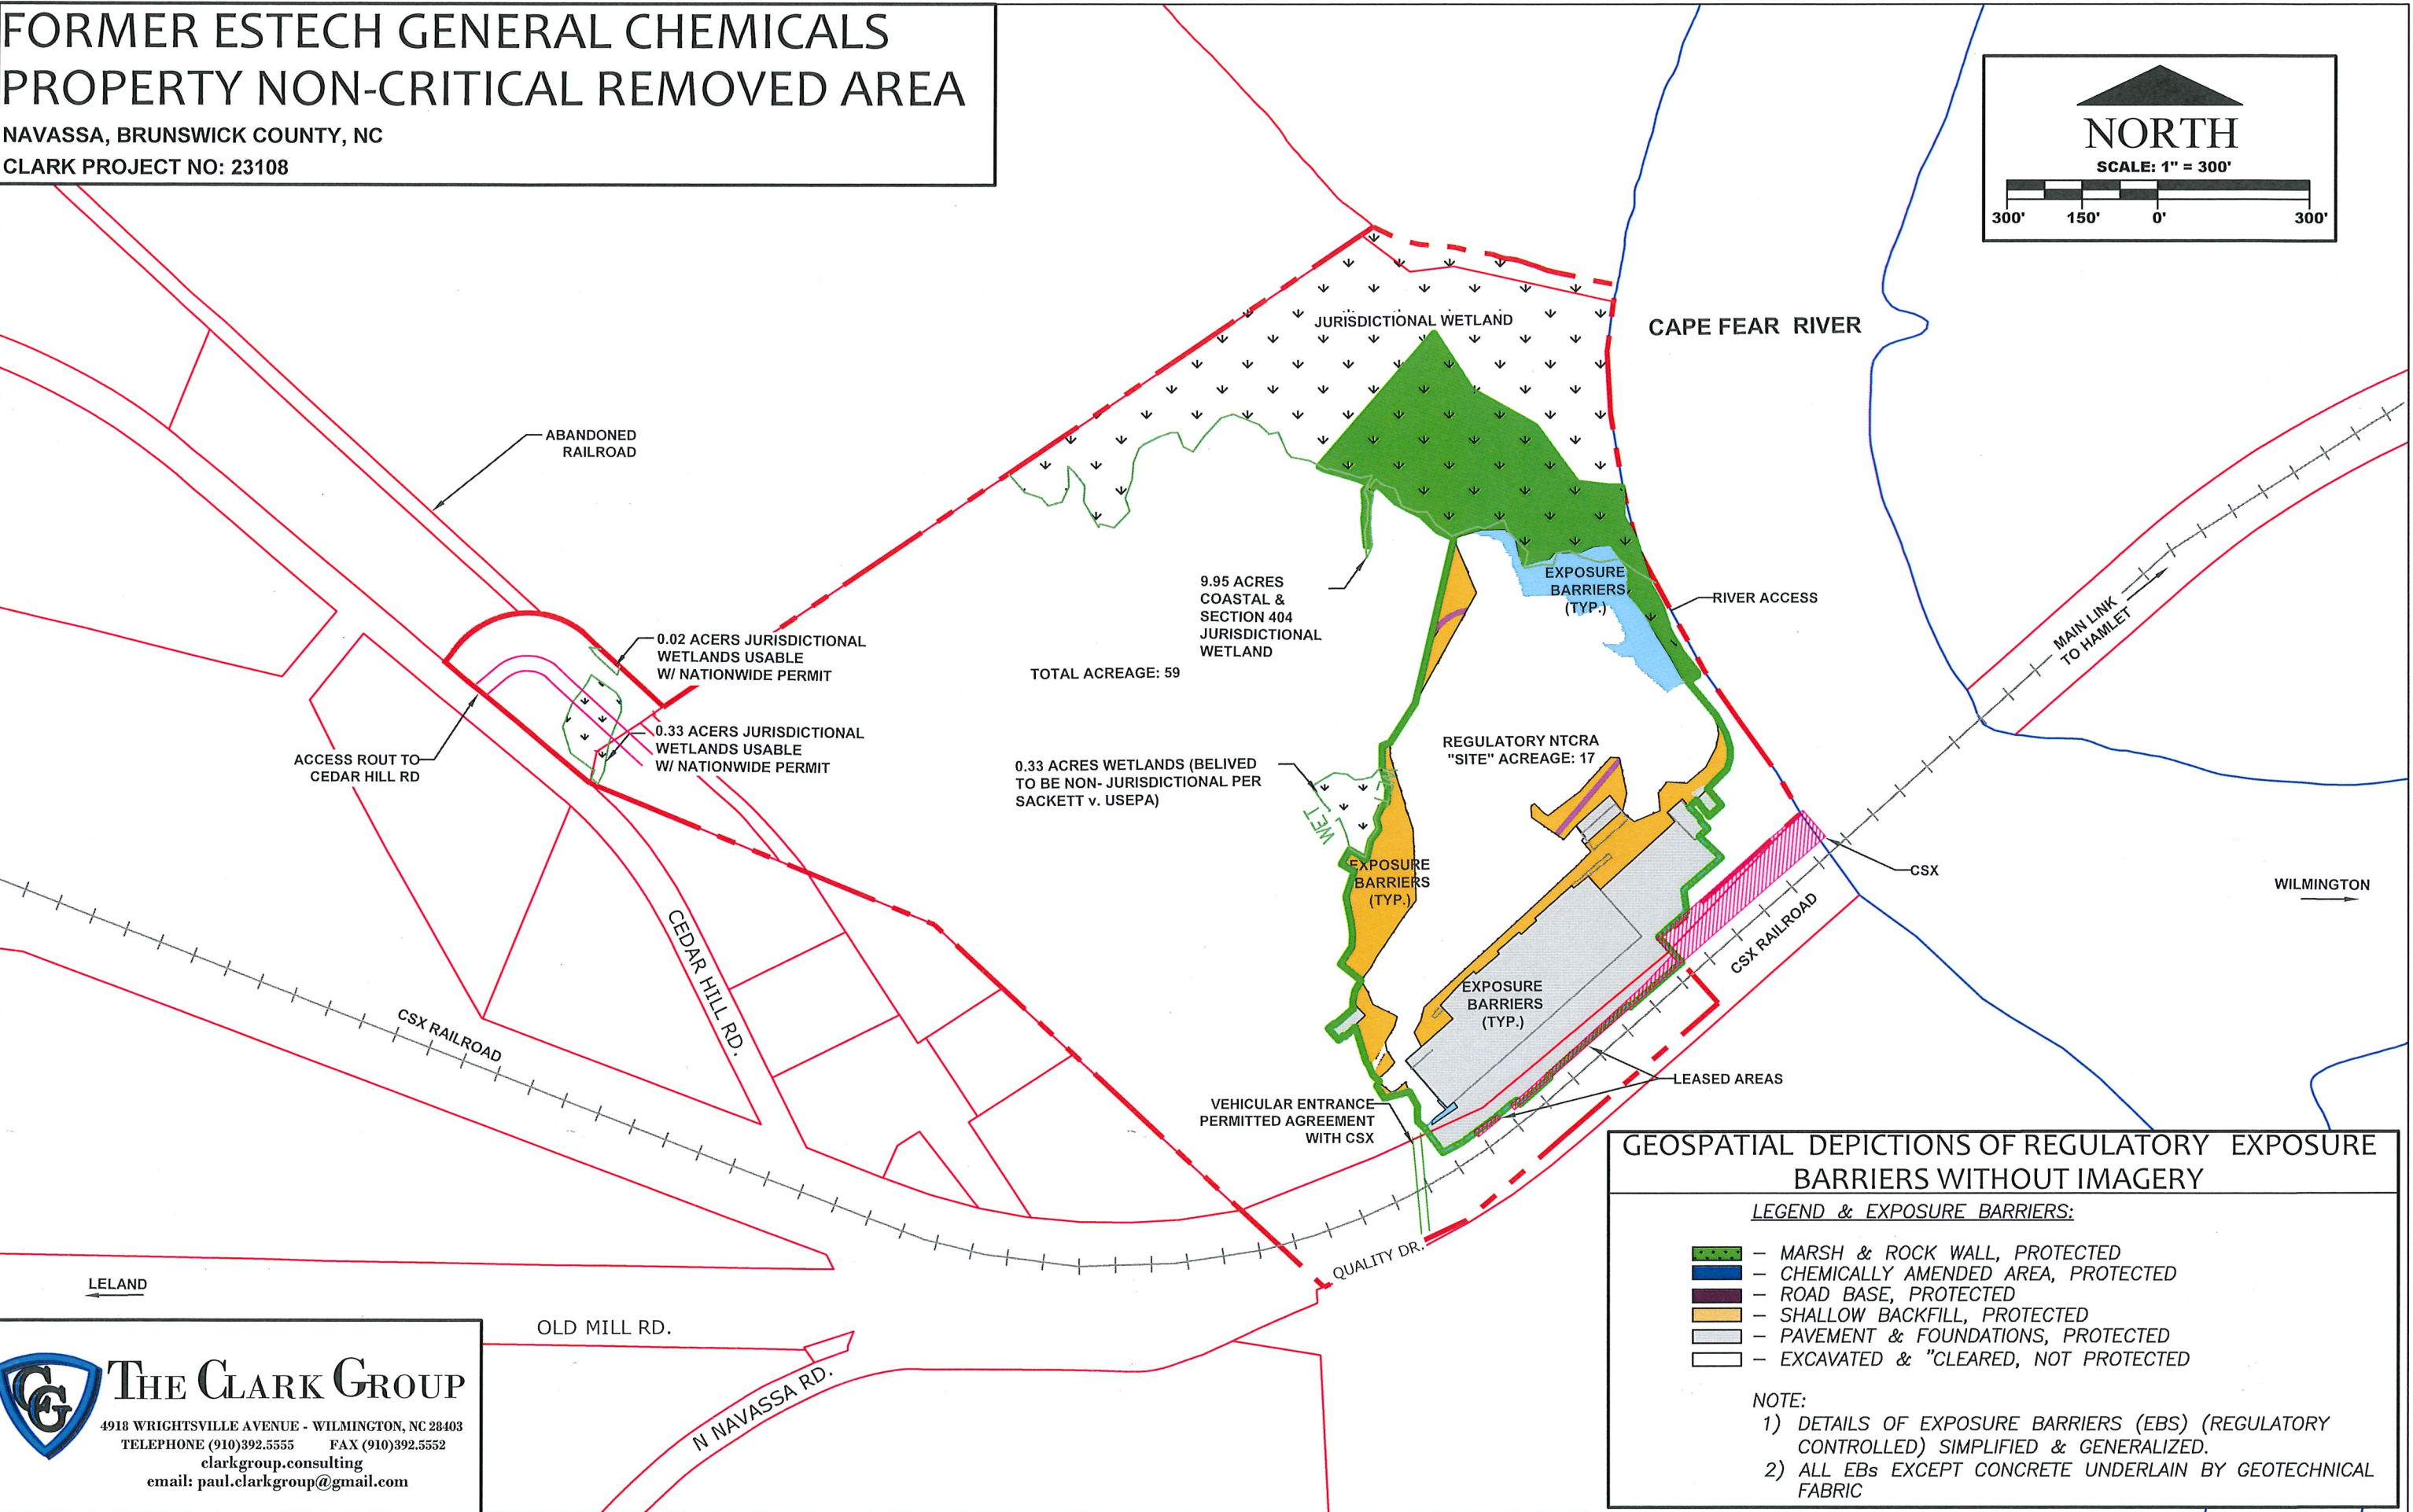 FORMER ESTECH GENERAL CHEMICALS
PROPERTY NON-CRITICAL REMOVED AREA
NAVASSA, BRUNSWICK COUNTY, NC
CLARK PROJECT NO: 23108
NORTH
SCALE: 1" = 300'
300' 150' 0' 300'
JURISDICTIONAL WETLAND
CAPE FEAR RIVER
ABANDONED
RAILROAD
9.95 ACRES
COASTAL &
SECTION 404
JURISDICTIONAL
WETLAND
EXPOSURE
BARRIERS
(TYP.)
RIVER ACCESS
MAIN LINK
TO HAMLET
0.02 ACERS JURISDICTIONAL
WETLANDS USABLE
W/ NATIONWIDE PERMIT
TOTAL ACREAGE: 59
0.33 ACERS JURISDICTIONAL
WETLANDS USABLE
W/ NATIONWIDE PERMIT
ACCESS ROUT TO
CEDAR HILL RD
0.33 ACRES WETLANDS (BELIVED
TO BE NON- JURISDICTIONAL PER
SACKETT v. USEPA)
REGULATORY NTCRA
"SITE" ACREAGE: 17
WET
WET
EXPOSURE
BARRIERS
(TYP.)
CSX
WILMINGTON
CSX RAILROAD
CEDAR HILL RD.
CSX RAILROAD
EXPOSURE
BARRIERS
(TYP.)
LEASED AREAS
VEHICULAR ENTRANCE
PERMITTED AGREEMENT
WITH CSX
QUALITY DR.
LELAND
OLD MILL RD.
N NAVASSA RD.
CG
THE CLARK GROUP
4918 WRIGHTSVILLE AVENUE - WILMINGTON, NC 28403
TELEPHONE (910)392.5555 FAX (910)392.5552
clarkgroup.consulting
email: paul.clarkgroup@gmail.com
GEOSPATIAL DEPICTIONS OF REGULATORY EXPOSURE
BARRIERS WITHOUT IMAGERY
LEGEND & EXPOSURE BARRIERS:
– MARSH & ROCK WALL, PROTECTED
– CHEMICALLY AMENDED AREA, PROTECTED
– ROAD BASE, PROTECTED
– SHALLOW BACKFILL, PROTECTED
– PAVEMENT & FOUNDATIONS, PROTECTED
– EXCAVATED & "CLEARED, NOT PROTECTED
NOTE:
1) DETAILS OF EXPOSURE BARRIERS (EBS) (REGULATORY
CONTROLLED) SIMPLIFIED & GENERALIZED.
2) ALL EBs EXCEPT CONCRETE UNDERLAIN BY GEOTECHNICAL
FABRIC